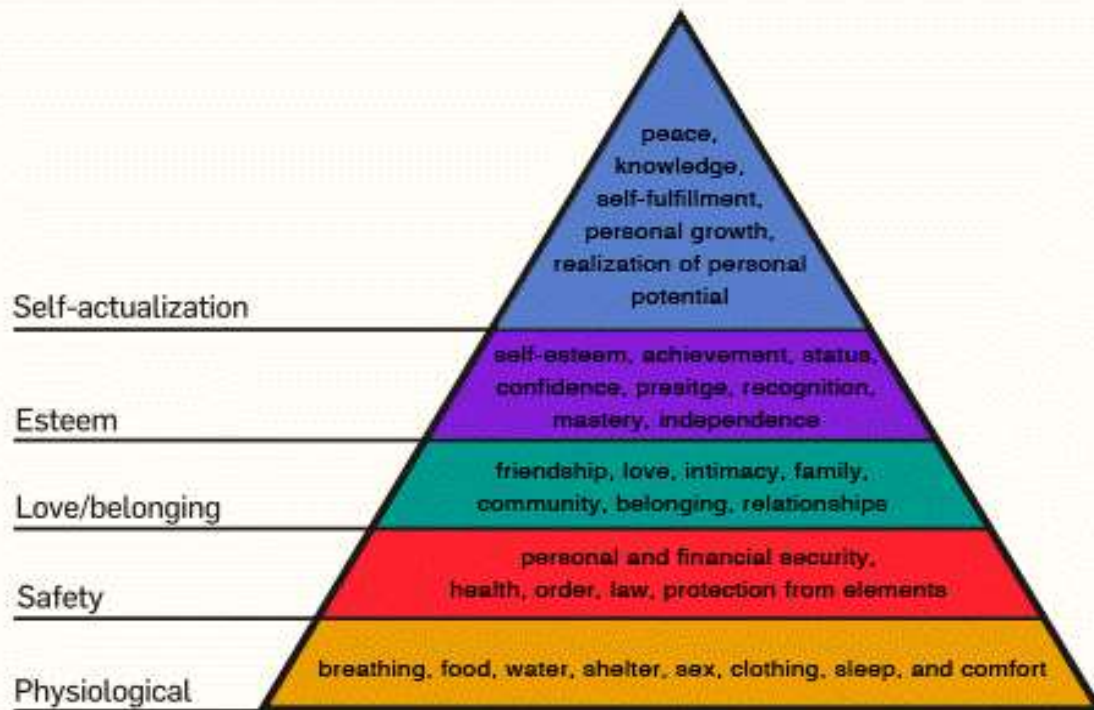 peace,
knowledge,
self-fulfillment,
personal growth,
realization of personal
potential
Self-actualization
self-esteem, achievement, status,
confidence, presitge, recognition,
mastery, independence
Esteem
friendship, love, intimacy, family,
community, belonging, relationships
Love/belonging
personal and financial security,
health, order, law, protection from elements
Safety
breathing, food, water, shelter, sex, clothing, sleep, and comfort
Physiological